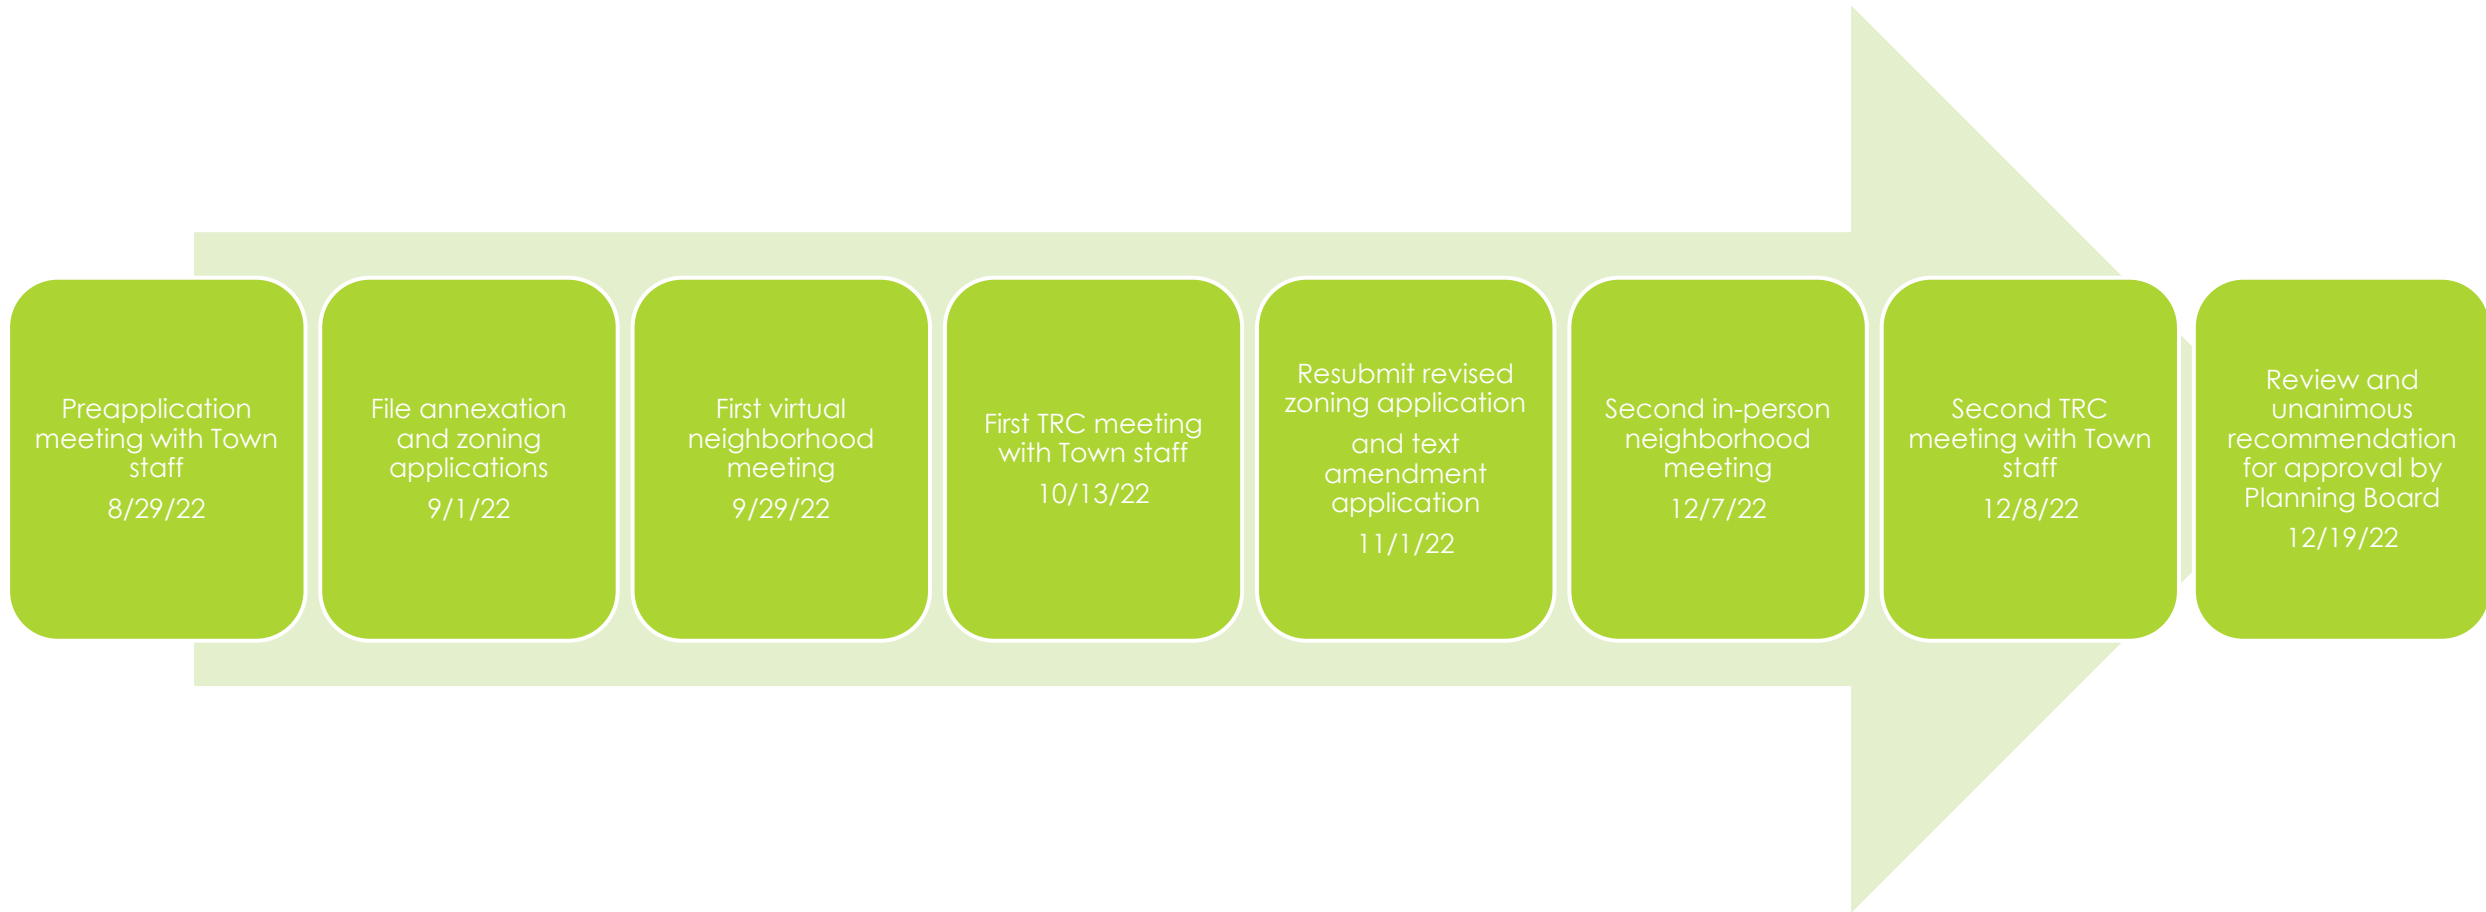 Preapplication
meeting with Town
staff
8/29/22
File annexation
and zoning
applications
9/1/22
First virtual
neighborhood
meeting
9/29/22
First TRC meeting
with Town staff
10/13/22
Resubmit revised
zoning application
and text
amendment
application
11/1/22
Second in-person
neighborhood
meeting
12/7/22
Second TRC
meeting with Town
staff
12/8/22
Review and
unanimous
recommendation
for approval by
Planning Board
12/19/22